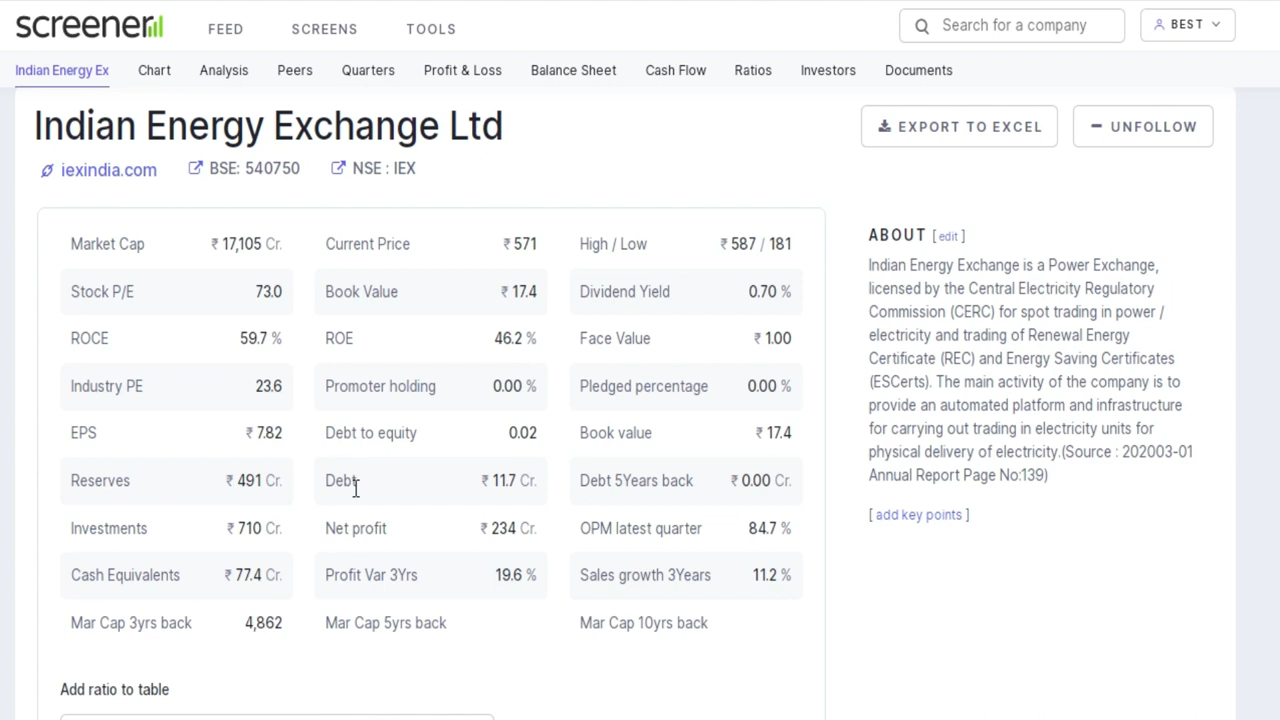 screener FEED SCREENS TOOLS Search for a company BEST
Indian Energy Ex Chart Analysis Peers Quarters Profit & Loss Balance Sheet Cash Flow Ratios Investors Documents
Indian Energy Exchange Ltd EXPORT TO EXCEL UNFOLLOW
iexindia.com BSE: 540750 NSE : IEX
Market Cap ₹ 17,105 Cr. Current Price ₹ 571 High / Low ₹ 587 / 181
Stock P/E 73.0 Book Value ₹ 17.4 Dividend Yield 0.70 %
ROCE 59.7 % ROE 46.2 % Face Value ₹ 1.00
Industry PE 23.6 Promoter holding 0.00 % Pledged percentage 0.00 %
EPS ₹ 7.82 Debt to equity 0.02 Book value ₹ 17.4
Reserves ₹ 491 Cr. Debt ₹ 11.7 Cr. Debt 5Years back ₹ 0.00 Cr.
Investments ₹ 710 Cr. Net profit ₹ 234 Cr. OPM latest quarter 84.7 %
Cash Equivalents ₹ 77.4 Cr. Profit Var 3Yrs 19.6 % Sales growth 3Years 11.2 %
Mar Cap 3yrs back 4,862 Mar Cap 5yrs back Mar Cap 10yrs back
Add ratio to table
ABOUT [ edit ]
Indian Energy Exchange is a Power Exchange,
licensed by the Central Electricity Regulatory
Commission (CERC) for spot trading in power /
electricity and trading of Renewal Energy
Certificate (REC) and Energy Saving Certificates
(ESCerts). The main activity of the company is to
provide an automated platform and infrastructure
for carrying out trading in electricity units for
physical delivery of electricity.(Source : 202003-01
Annual Report Page No:139)
[ add key points ]